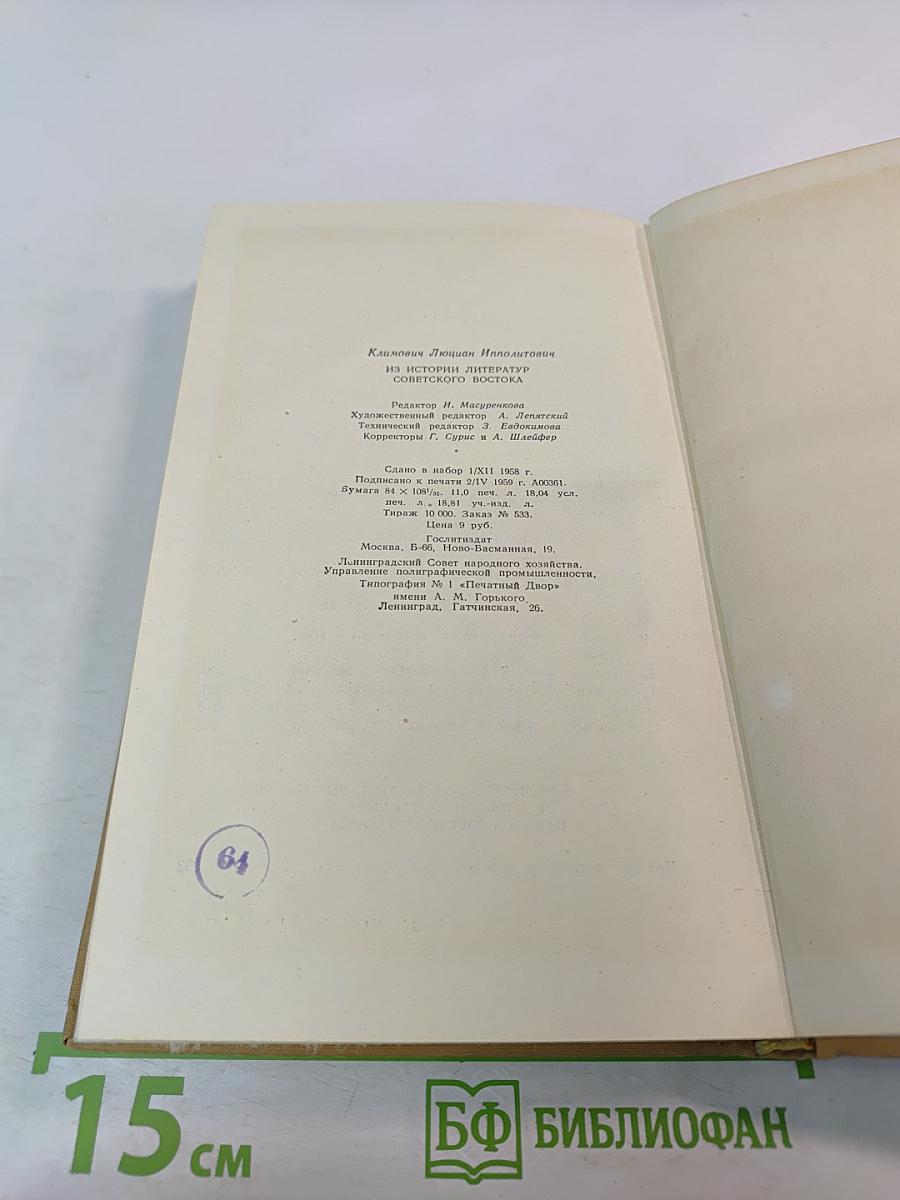 Климович Люциан Ипполитович
ИЗ ИСТОРИИ ЛИТЕРАТУР
СОВЕТСКОГО ВОСТОКА
Редактор И. Масуренкова
Художественный редактор А. Лепятский
Технический редактор З. Евдокимова
Корректоры Г. Сурис и А. Шлейфер
*
Сдано в набор 1/XII 1958 г.
Подписано к печати 2/IV 1959 г. А00361.
Бумага 84 × 108¹/₃₂. 11,0 печ. л. 18,04 усл.
печ. л. 18,81 уч.-изд. л.
Тираж 10 000. Заказ № 533.
Цена 9 руб.
Гослитиздат
Москва, Б-66, Ново-Басманная, 19.
Ленинградский Совет народного хозяйства.
Управление полиграфической промышленности.
Типография № 1 «Печатный Двор»
имени А. М. Горького.
Ленинград, Гатчинская, 26.
64
15 см
БФ БИБЛИОФАН